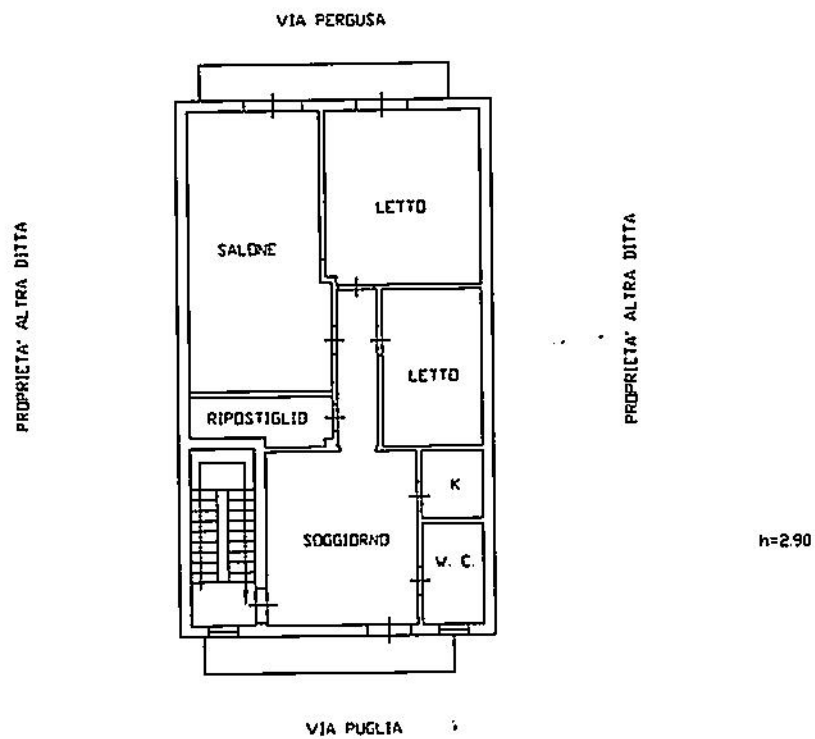 VIA PERGUSA
LETTO
SALONE
PROPRIETA' ALTRA DITTA
PROPRIETA' ALTRA DITTA
LETTO
RIPOSTIGLIO
K
SOGGIORNO
h=2.90
W. C.
VIA PUGLIA